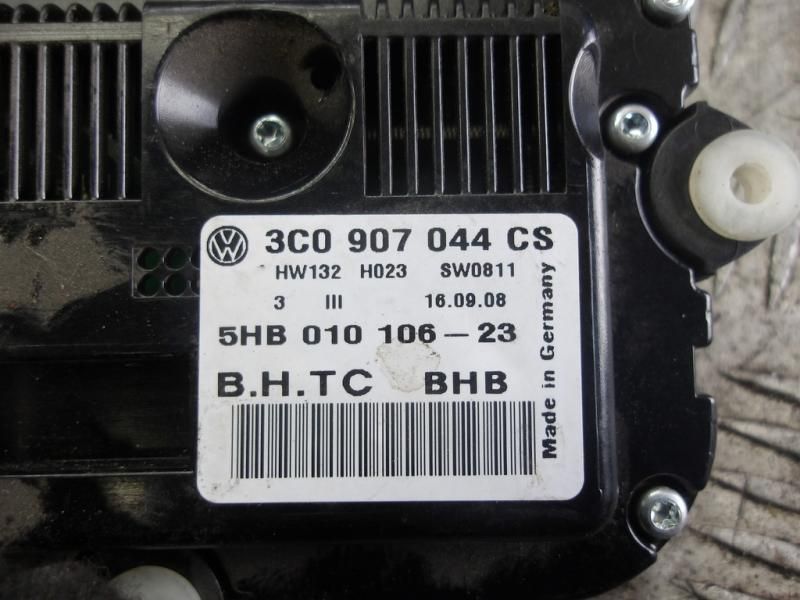 3C0 907 044 CS
HW132 H023 SW0811
3 III 16.09.08
5HB 010 106-23
B.H.TC BHB
Made in Germany